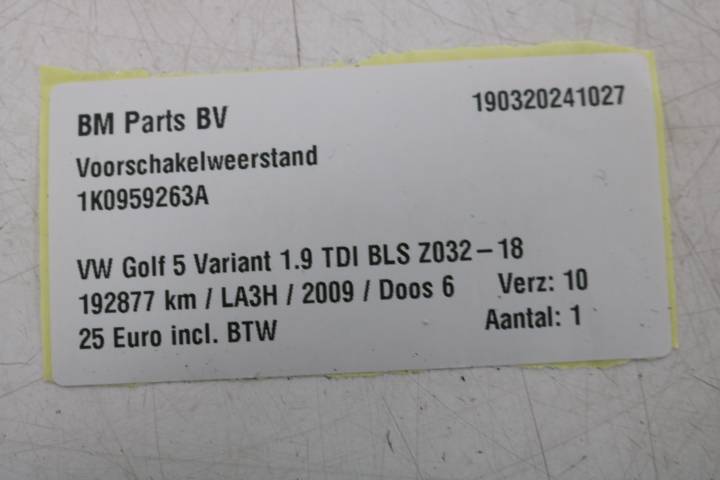 BM Parts BV 190320241027
Voorschakelweerstand
1K0959263A
VW Golf 5 Variant 1.9 TDI BLS Z032-18
192877 km / LA3H / 2009 / Doos 6 Verz: 10
25 Euro incl. BTW Aantal: 1